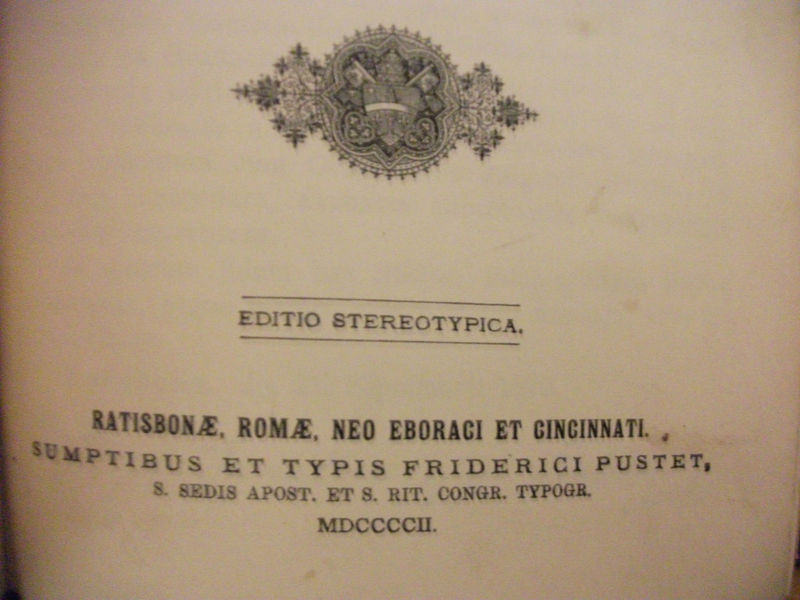 EDITIO STEREOTYPICA.
RATISBONÆ, ROMÆ, NEO EBORACI ET CINCINNATI.
SUMPTIBUS ET TYPIS FRIDERICI PUSTET,
S. SEDIS APOST. ET S. RIT. CONGR. TYPOGR.
MDCCCCII.